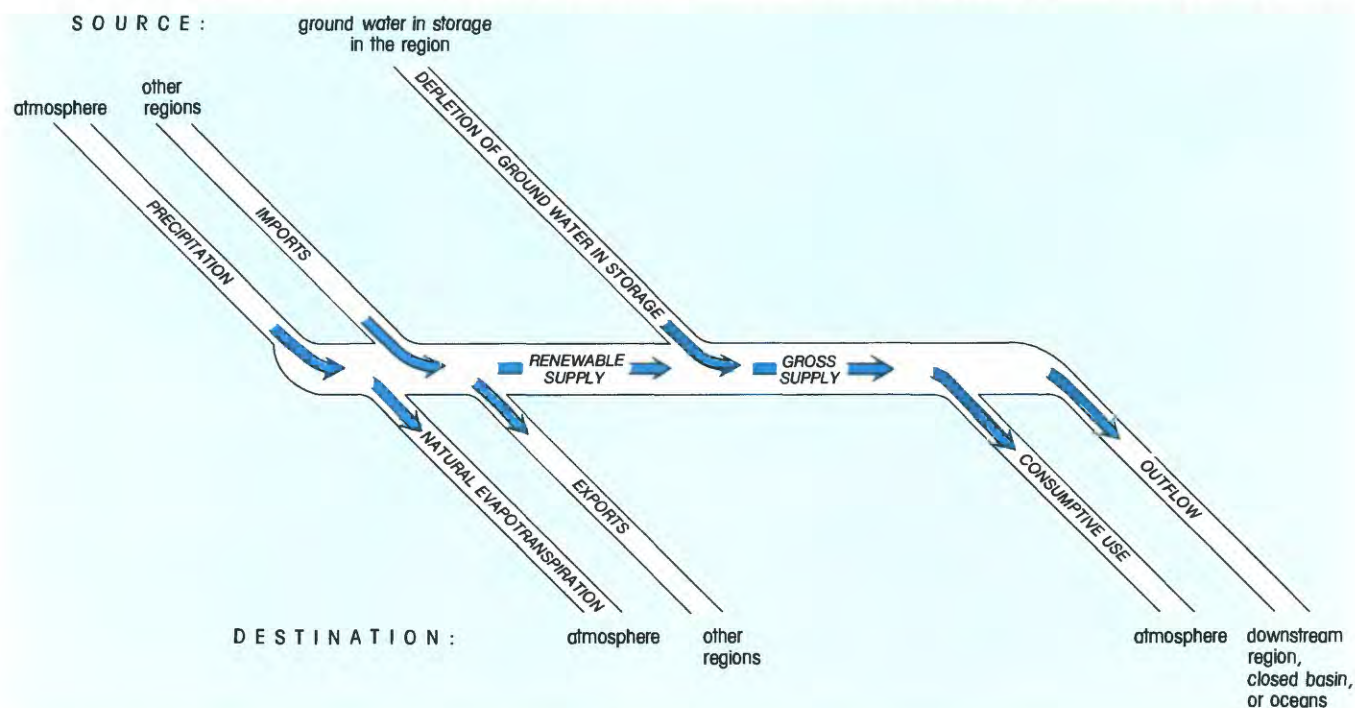 SOURCE:
ground water in storage
in the region
atmosphere
other
regions
PRECIPITATION
IMPORTS
DEPLETION OF GROUND WATER IN STORAGE
RENEWABLE
SUPPLY
GROSS
SUPPLY
NATURAL EVAPOTRANSPIRATION
EXPORTS
CONSUMPTIVE USE
OUTFLOW
DESTINATION:
atmosphere
other
regions
atmosphere
downstream
region,
closed basin,
or oceans